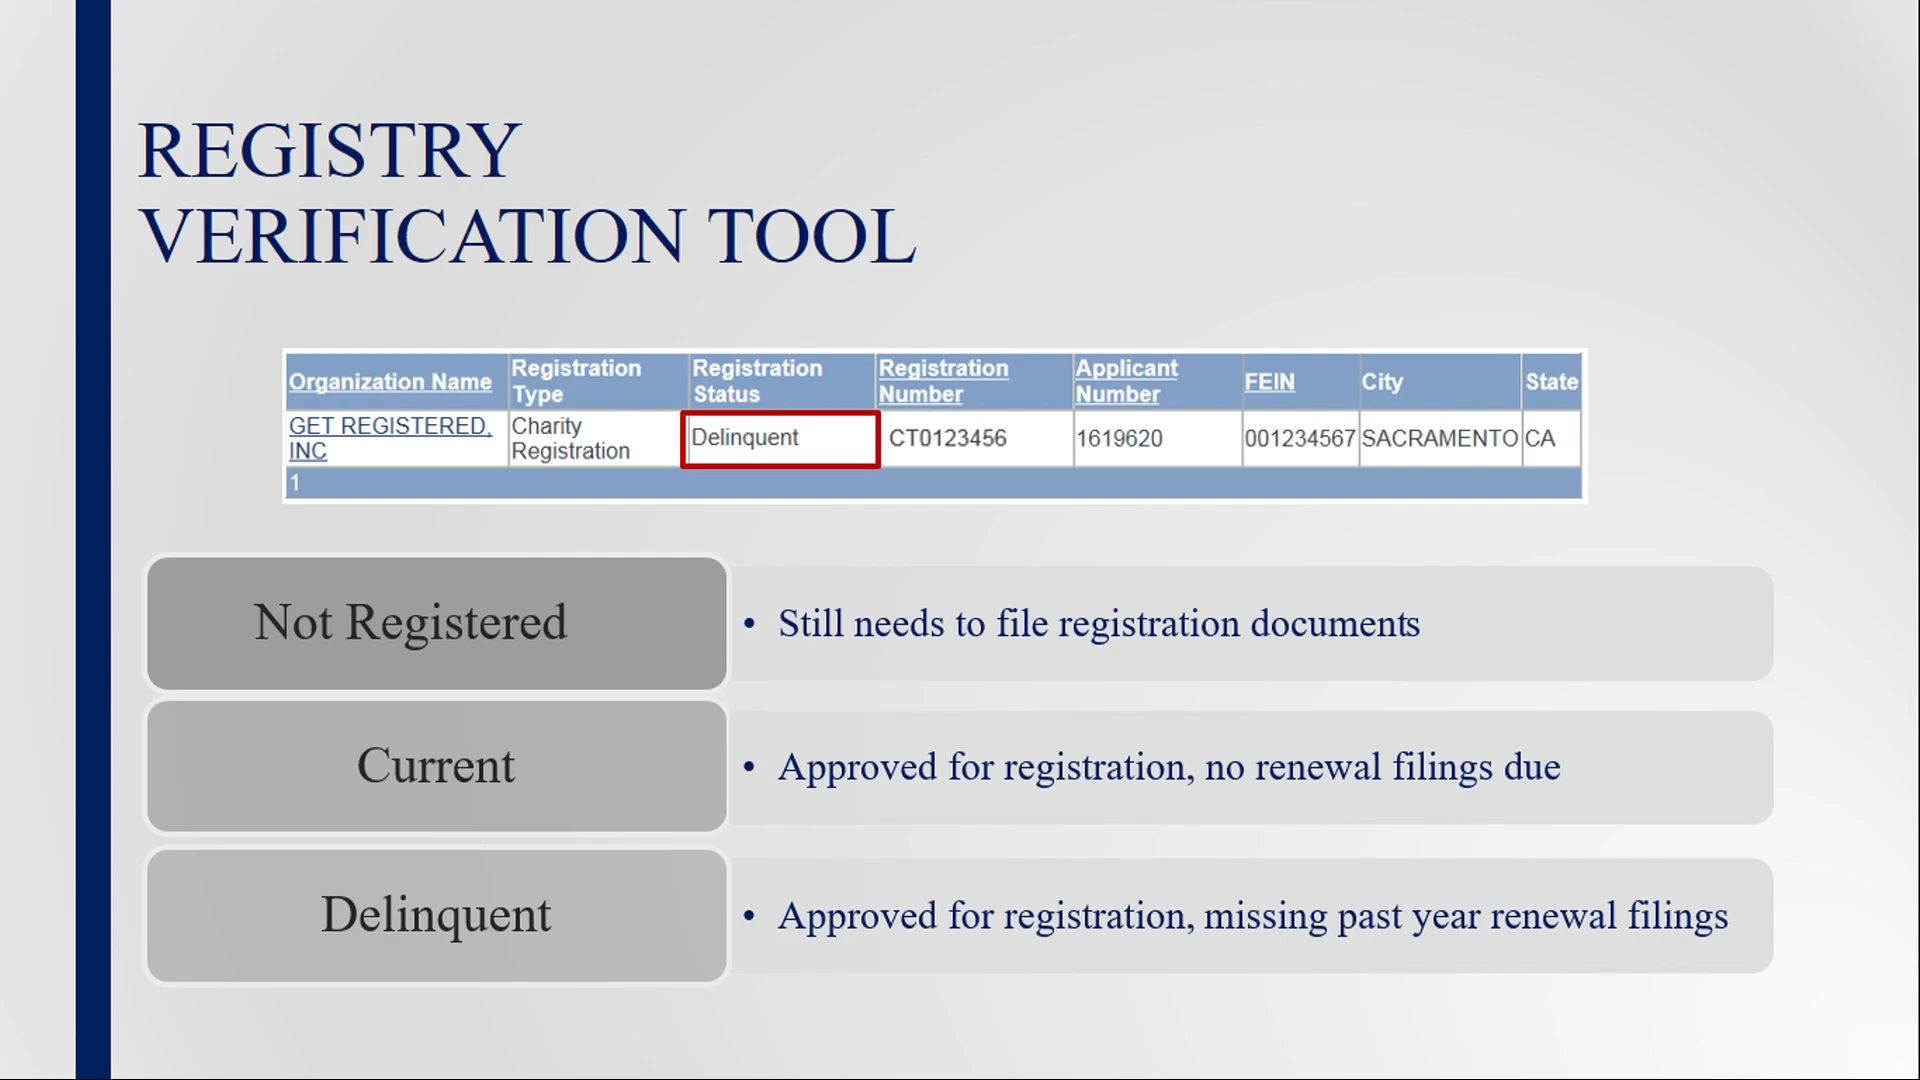 REGISTRY
VERIFICATION TOOL
Organization Name Registration Type Registration Status Registration Number Applicant Number FEIN City State
GET REGISTERED, INC Charity Registration Delinquent CT0123456 1619620 001234567 SACRAMENTO CA
1
Not Registered
• Still needs to file registration documents
Current
• Approved for registration, no renewal filings due
Delinquent
• Approved for registration, missing past year renewal filings